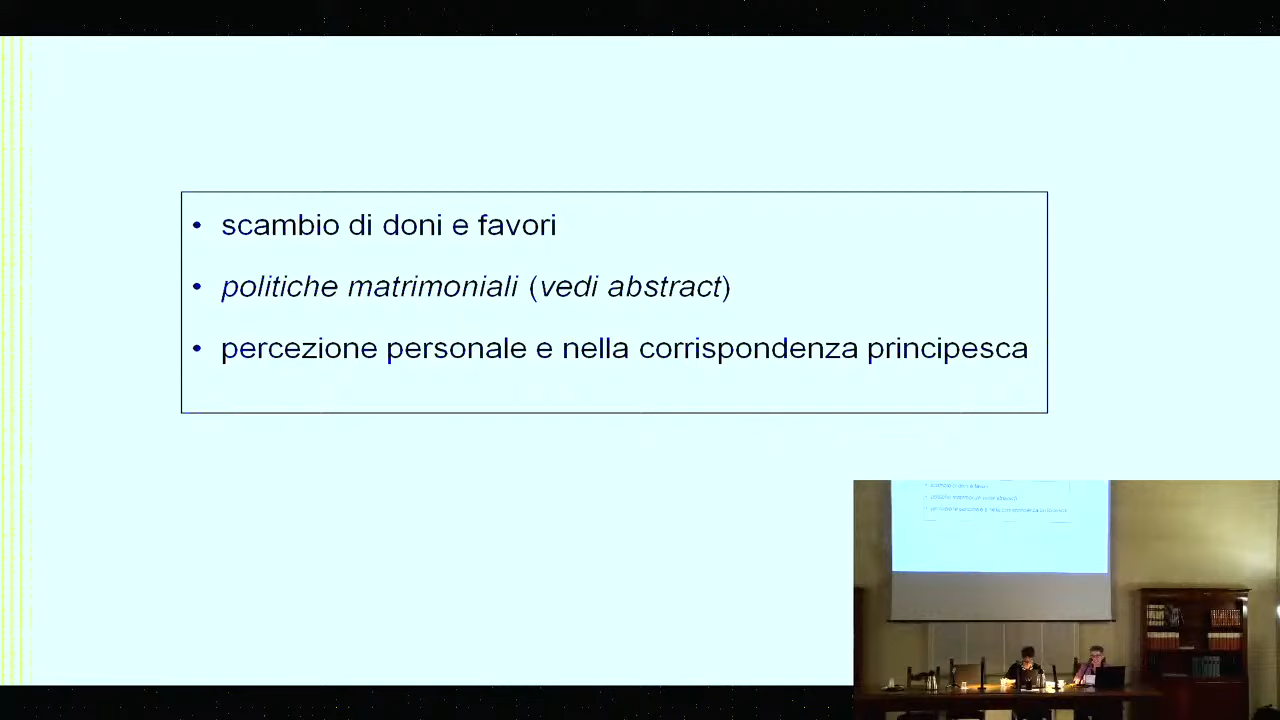 • scambio di doni e favori
• politiche matrimoniali (vedi abstract)
• percezione personale e nella corrispondenza principesca